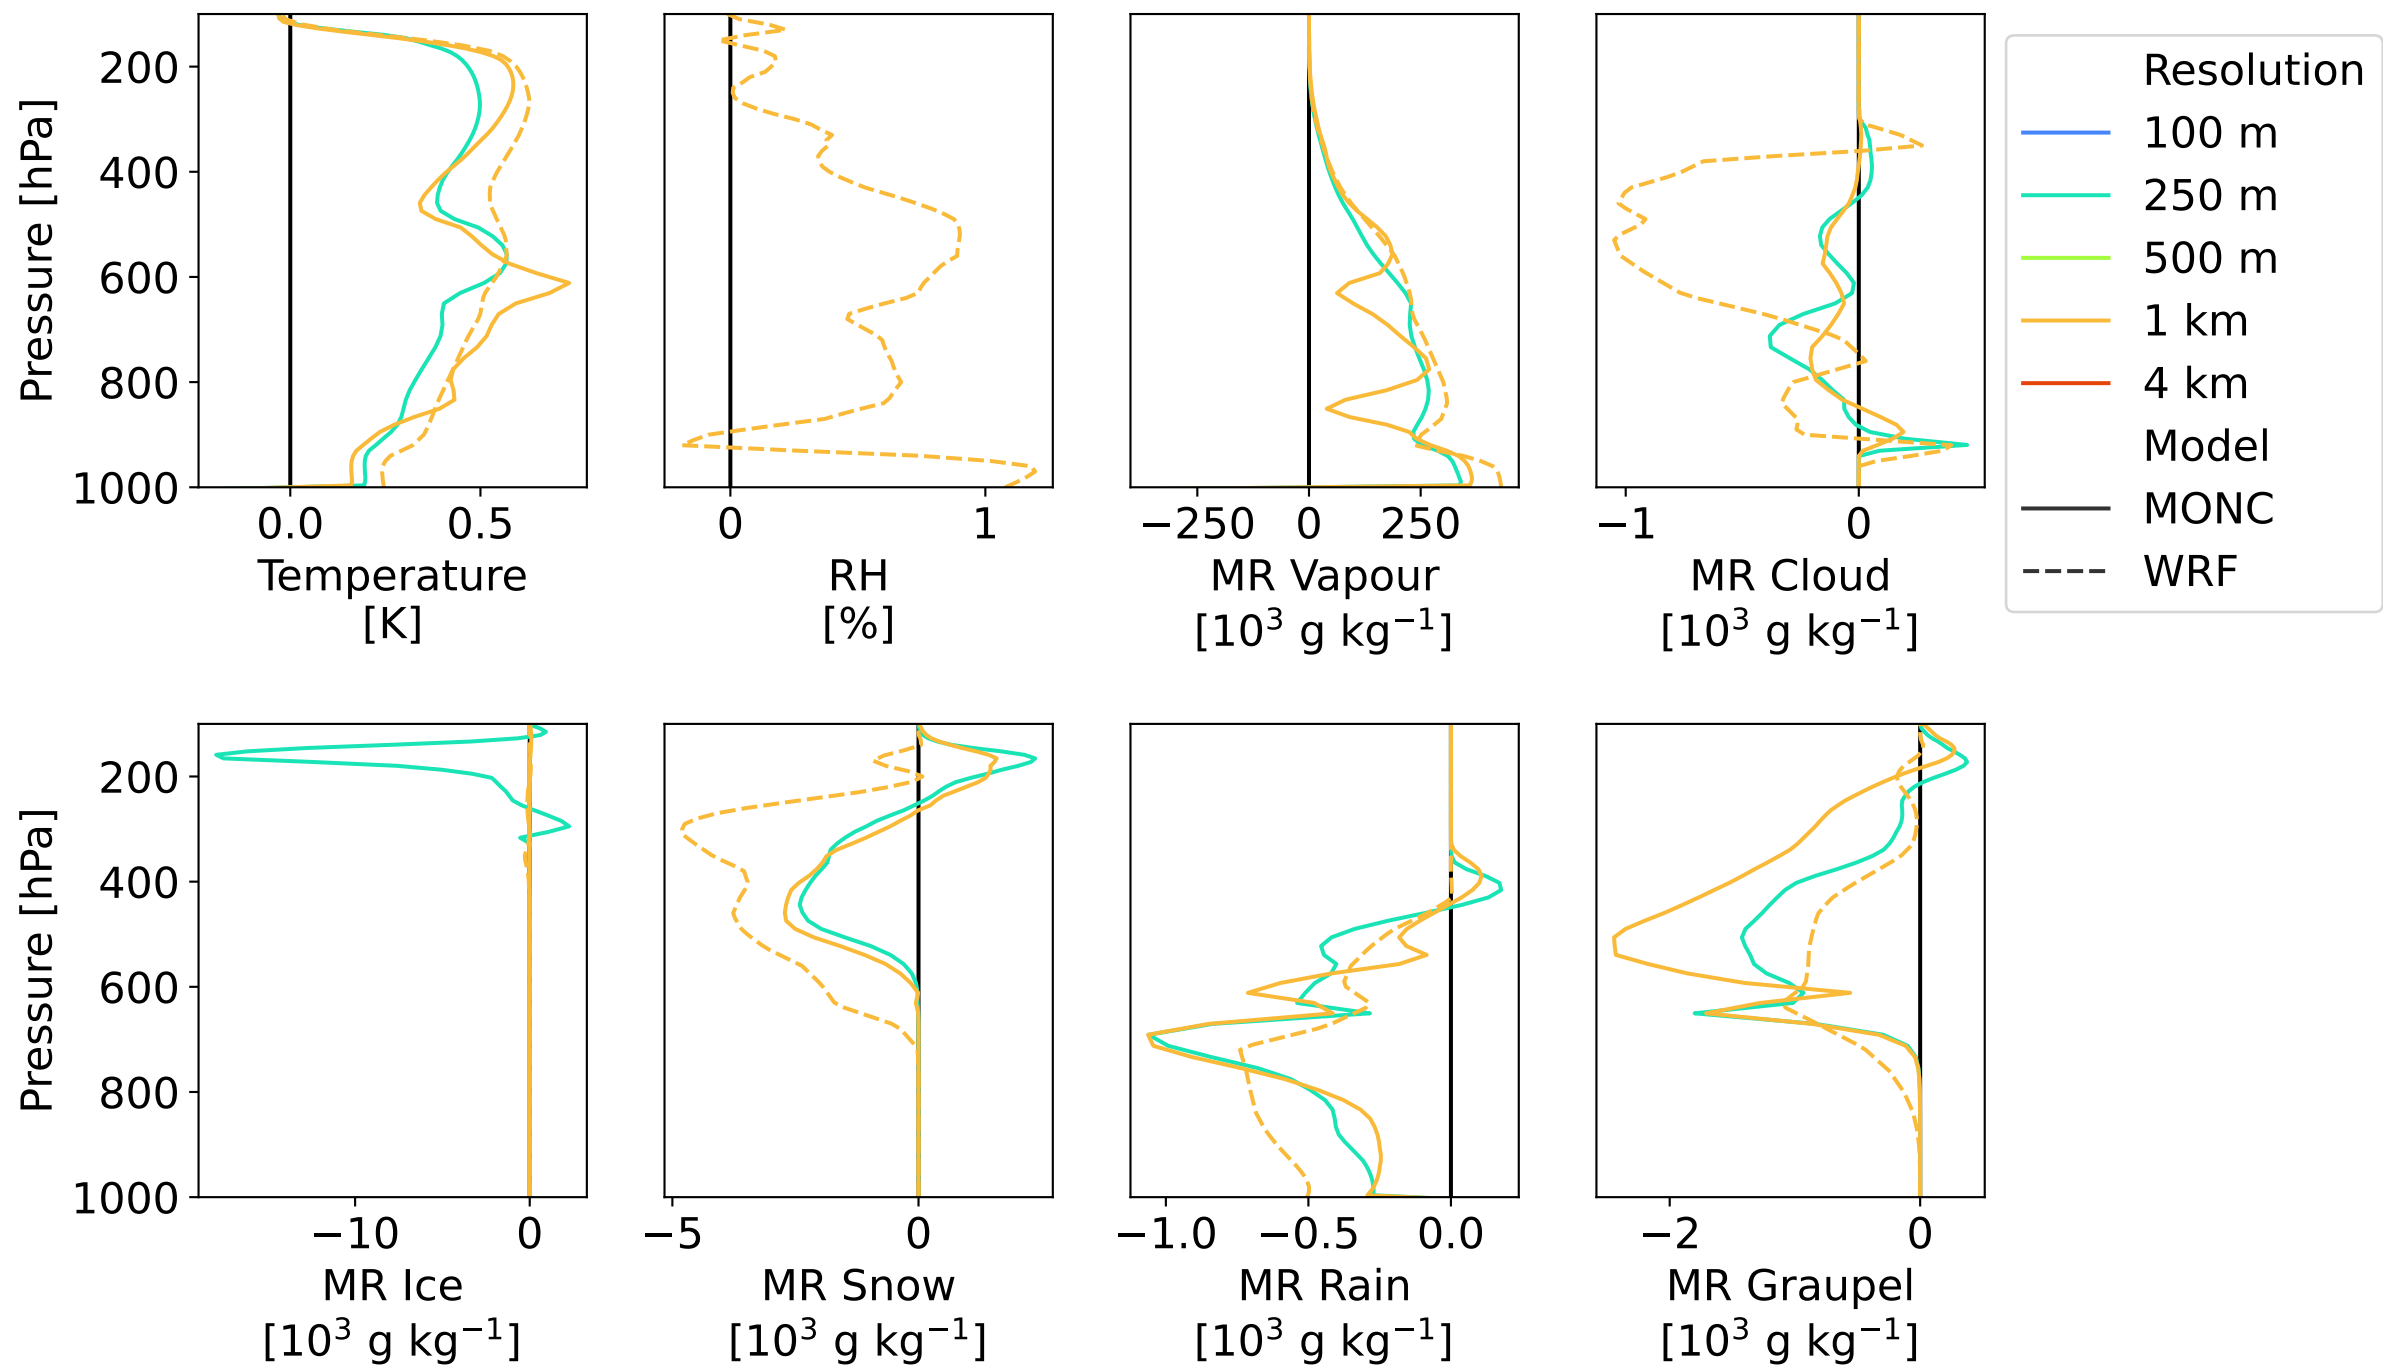 200
400
600
800
1000
Pressure [hPa]
0.0 0.5
Temperature
[K]
0 1
RH
[%]
−250 0 250
MR Vapour
[10³ g kg⁻¹]
−1 0
MR Cloud
[10³ g kg⁻¹]
Resolution
100 m
250 m
500 m
1 km
4 km
Model
MONC
WRF
200
400
600
800
1000
Pressure [hPa]
−10 0
MR Ice
[10³ g kg⁻¹]
−5 0
MR Snow
[10³ g kg⁻¹]
−1.0 −0.5 0.0
MR Rain
[10³ g kg⁻¹]
−2 0
MR Graupel
[10³ g kg⁻¹]